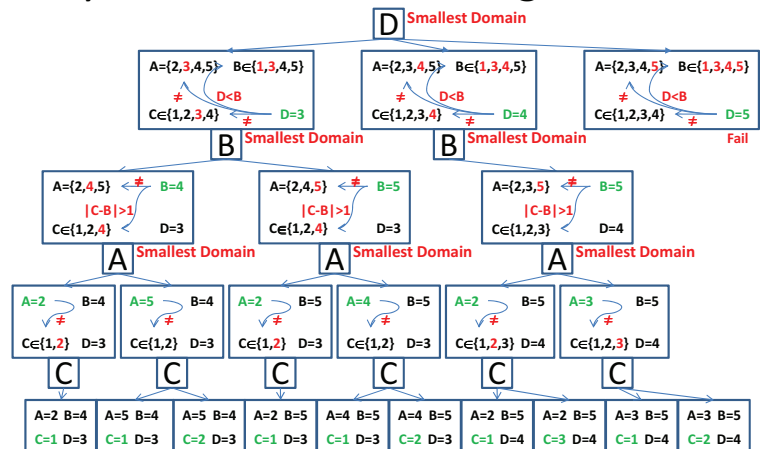 D Smallest Domain
A={2,3,4,5} B∈{1,3,4,5}
≠ D<B
C∈{1,2,3,4} ≠ D=3
A={2,3,4,5} B∈{1,3,4,5}
≠ D<B
C∈{1,2,3,4} ≠ D=4
A={2,3,4,5} B∈{1,3,4,5}
≠ D<B
C∈{1,2,3,4} ≠ D=5
B Smallest Domain
B Smallest Domain
Fail
A={2,4,5} ≠ B=4
|C-B|>1
C∈{1,2,4} D=3
A={2,4,5} ≠ B=5
|C-B|>1
C∈{1,2,4} D=3
A={2,3,5} ≠ B=5
|C-B|>1
C∈{1,2,3} D=4
A Smallest Domain
A Smallest Domain
A Smallest Domain
A=2 B=4
≠
C∈{1,2} D=3
A=5 B=4
≠
C∈{1,2} D=3
A=2 B=5
≠
C∈{1,2} D=3
A=4 B=5
≠
C∈{1,2} D=3
A=2 B=5
≠
C∈{1,2,3} D=4
A=3 B=5
≠
C∈{1,2,3} D=4
C C C C C C
A=2 B=4
C=1 D=3
A=5 B=4
C=1 D=3
A=5 B=4
C=2 D=3
A=2 B=5
C=1 D=3
A=4 B=5
C=1 D=3
A=4 B=5
C=2 D=3
A=2 B=5
C=1 D=4
A=2 B=5
C=3 D=4
A=3 B=5
C=1 D=4
A=3 B=5
C=2 D=4